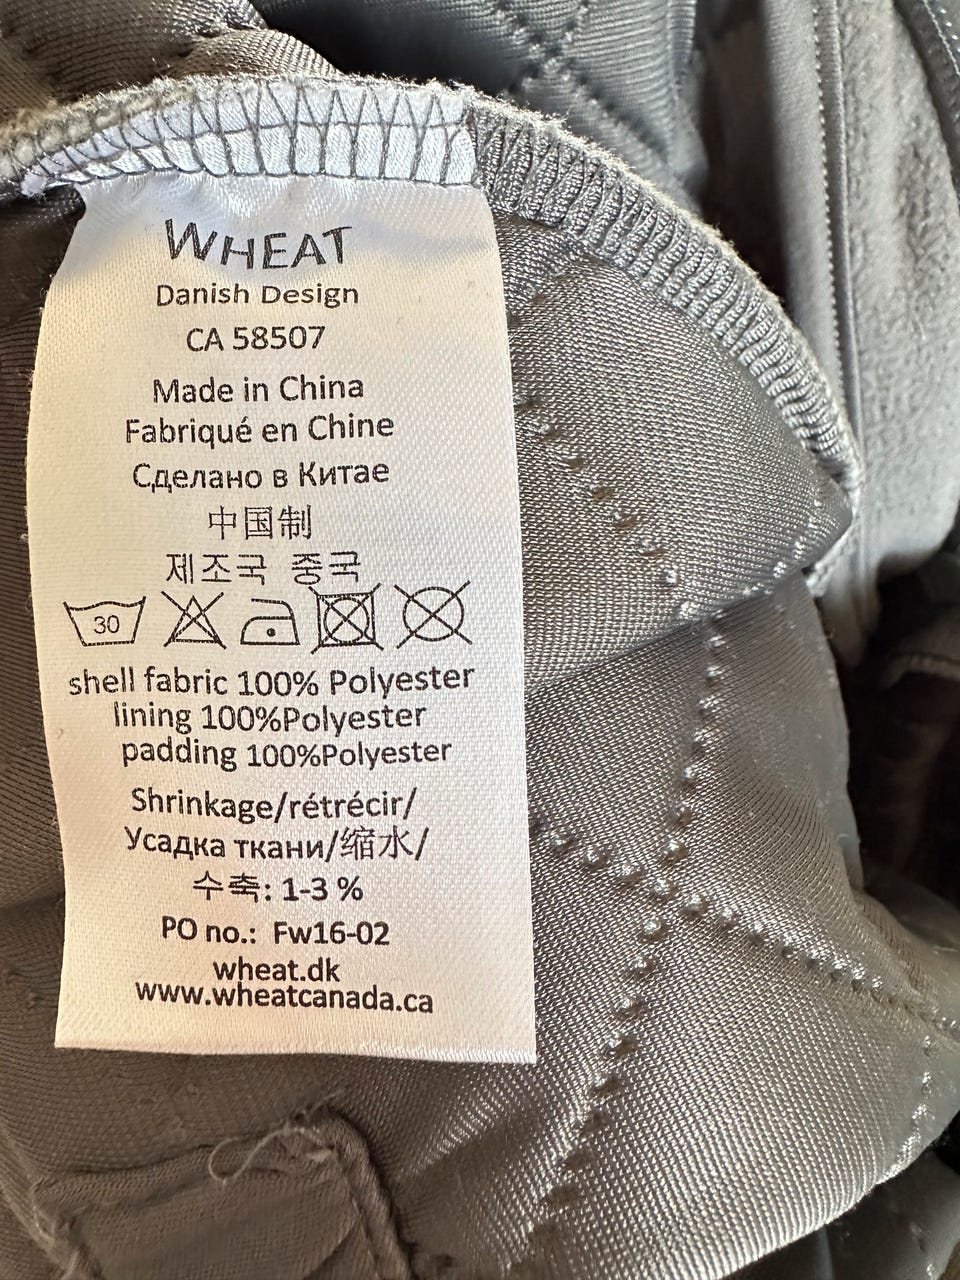 WHEAT
Danish Design
CA 58507
Made in China
Fabriqué en Chine
Сделано в Китае
中国制
제조국 중국
30
shell fabric 100% Polyester
lining 100%Polyester
padding 100%Polyester
Shrinkage/rétrécir/
Усадка ткани/缩水/
수축: 1-3 %
PO no.: Fw16-02
wheat.dk
www.wheatcanada.ca